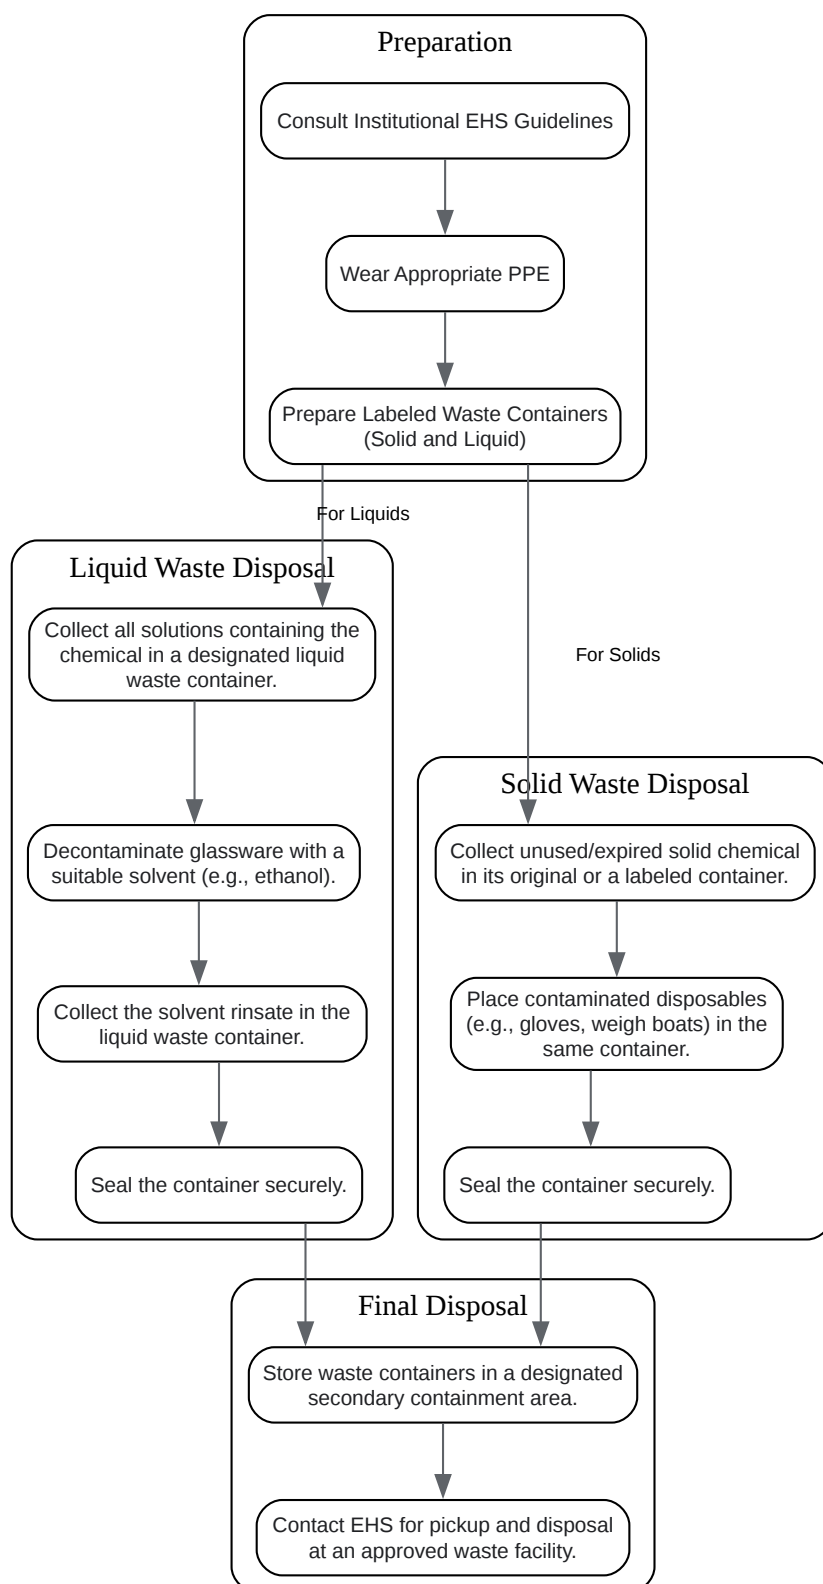 Preparation
Consult Institutional EHS Guidelines
Wear Appropriate PPE
Prepare Labeled Waste Containers
(Solid and Liquid)
For Liquids
Liquid Waste Disposal
Collect all solutions containing the
chemical in a designated liquid
waste container.
For Solids
Decontaminate glassware with a
suitable solvent (e.g., ethanol).
Collect the solvent rinsate in the
liquid waste container.
Seal the container securely.
Solid Waste Disposal
Collect unused/expired solid chemical
in its original or a labeled container.
Place contaminated disposables
(e.g., gloves, weigh boats) in the
same container.
Seal the container securely.
Final Disposal
Store waste containers in a designated
secondary containment area.
Contact EHS for pickup and disposal
at an approved waste facility.